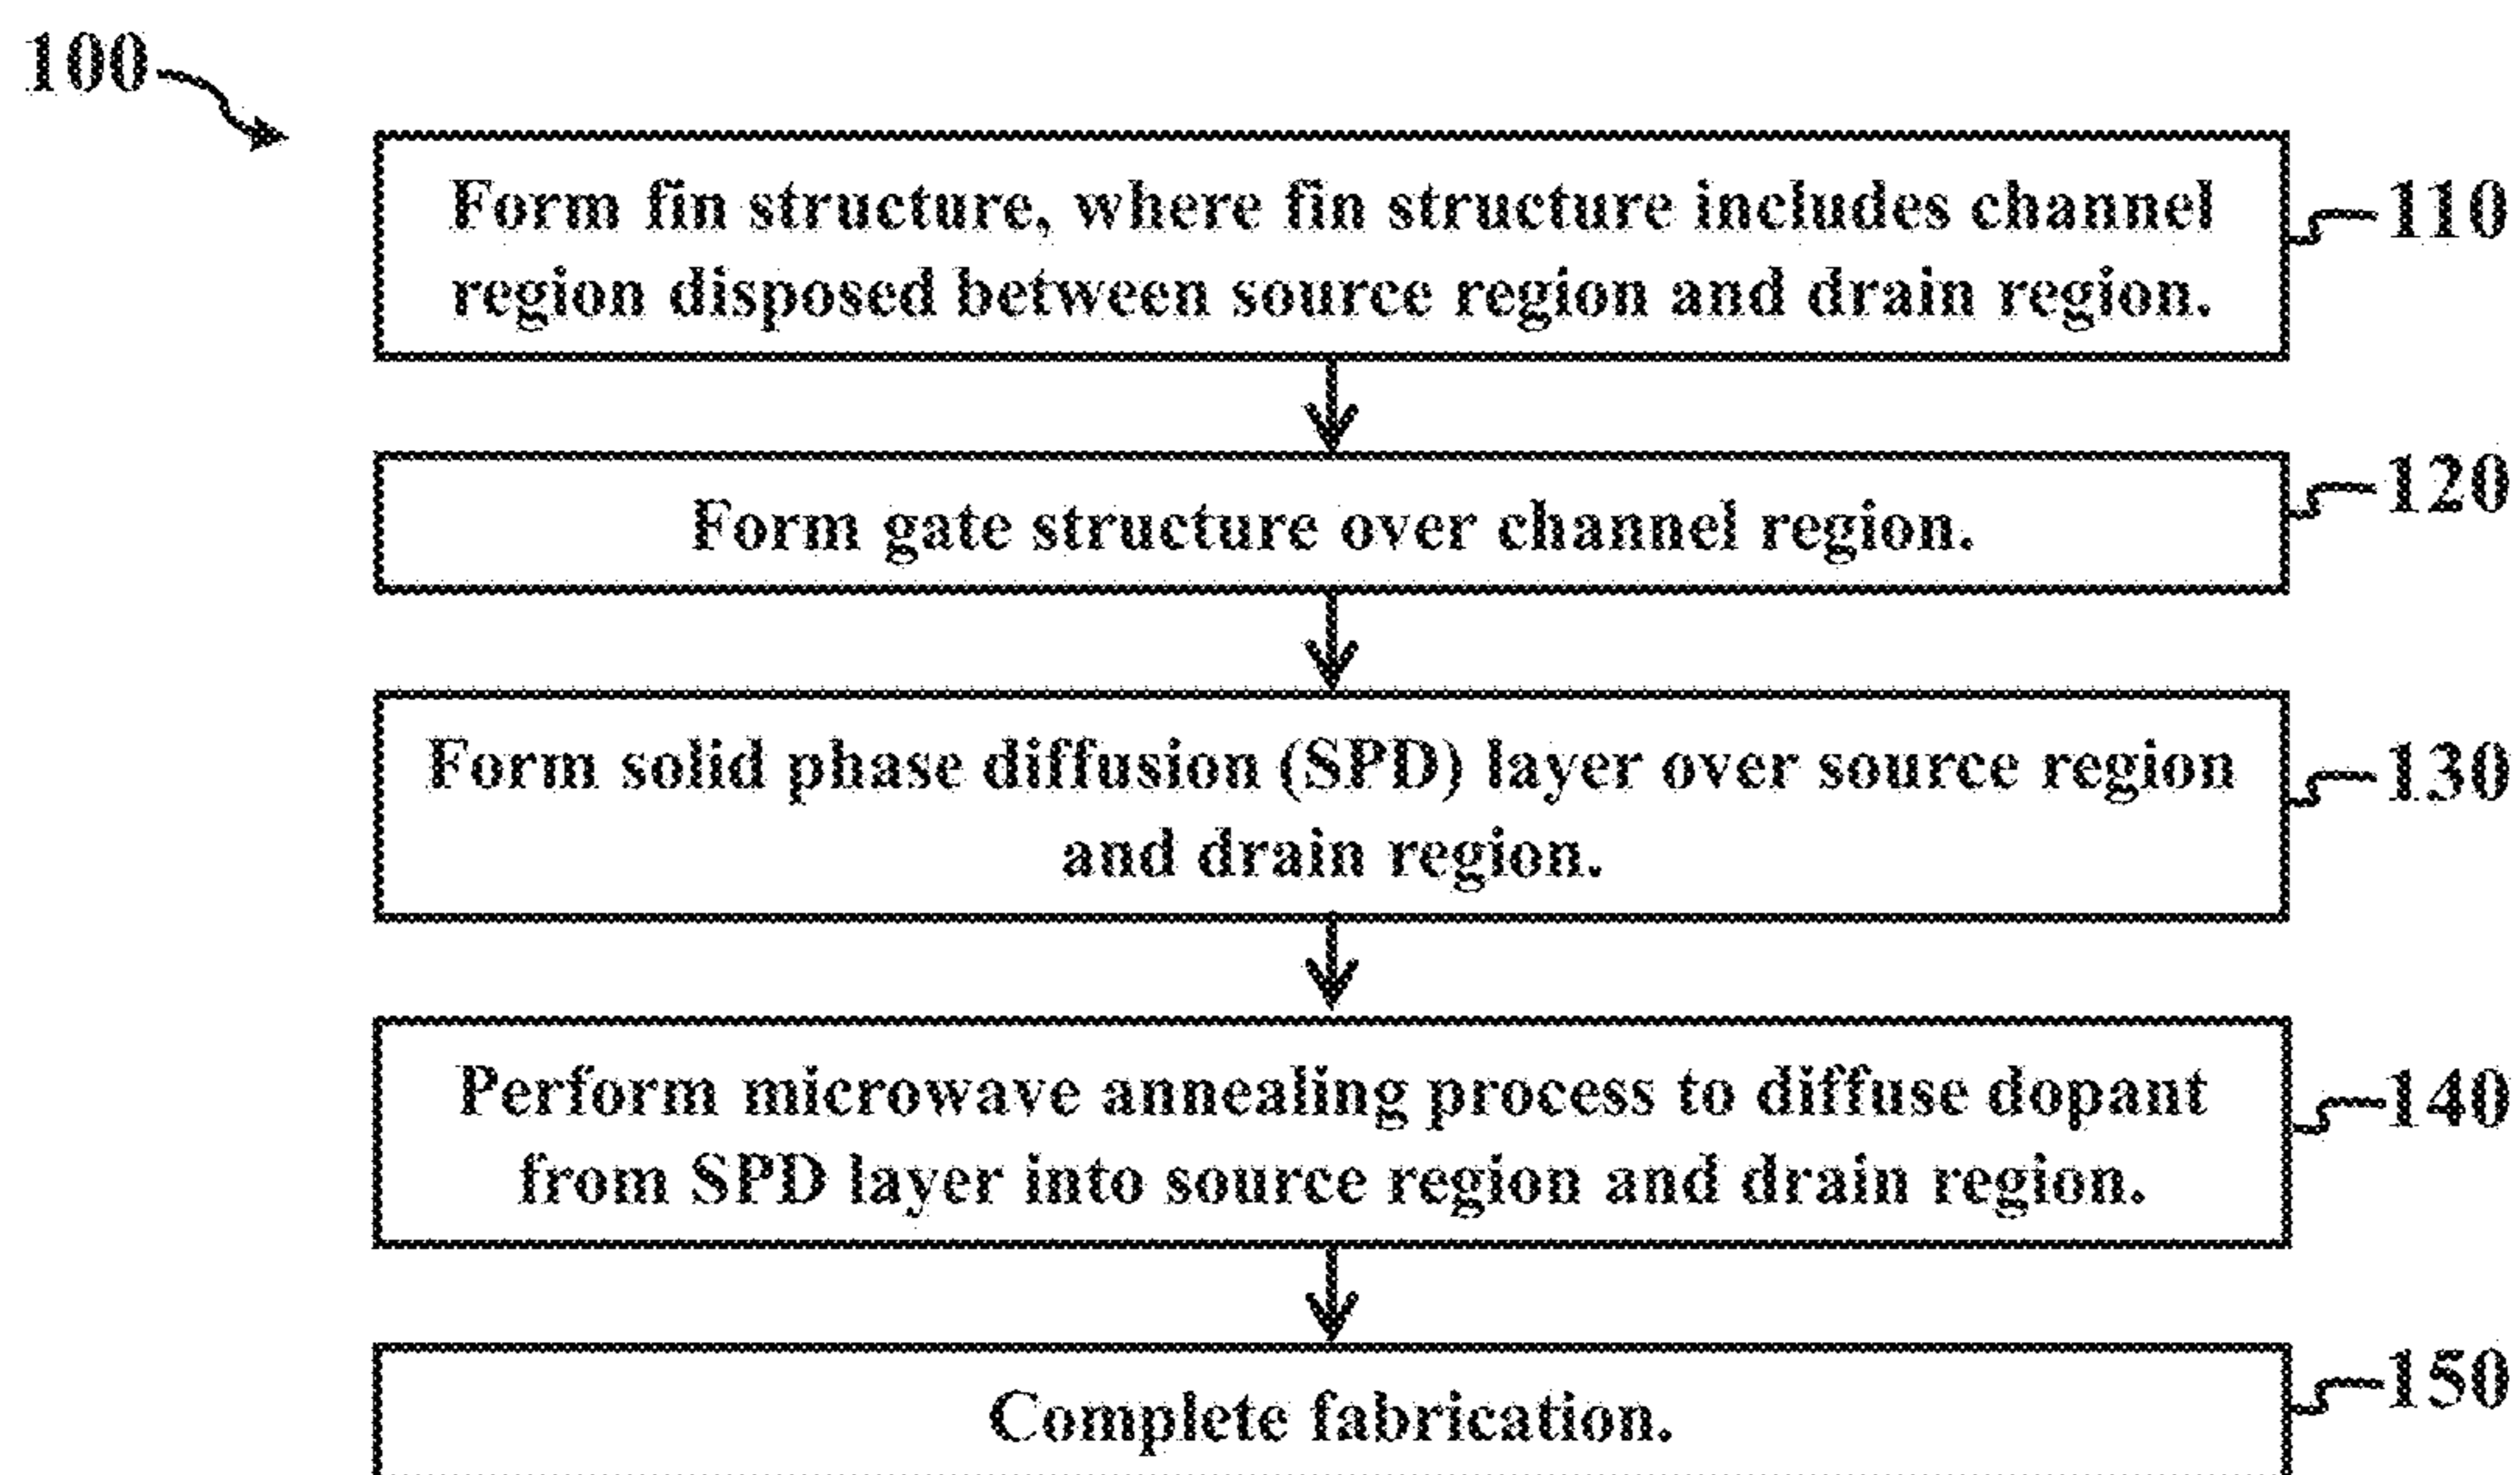 100
Form fin structure, where fin structure includes channel
region disposed between source region and drain region.
110
Form gate structure over channel region.
120
Form solid phase diffusion (SPD) layer over source region
and drain region.
130
Perform microwave annealing process to diffuse dopant
from SPD layer into source region and drain region.
140
Complete fabrication.
150